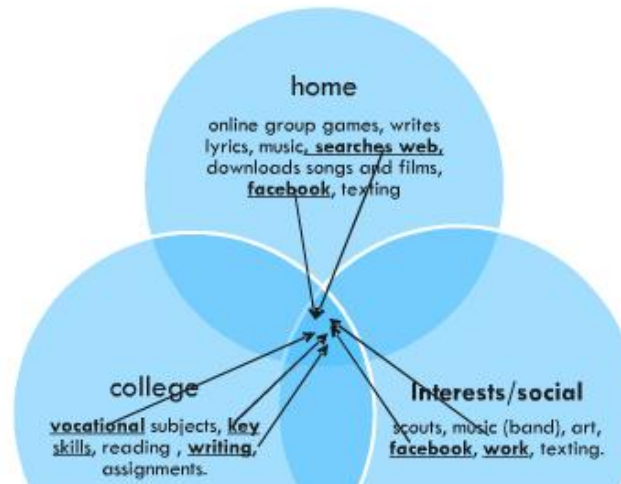 home
online group games, writes
lyrics, music, searches web,
downloads songs and films,
facebook, texting
college
vocational subjects, key
skills, reading , writing,
assignments.
Interests/social
scouts, music (band), art,
facebook, work, texting.